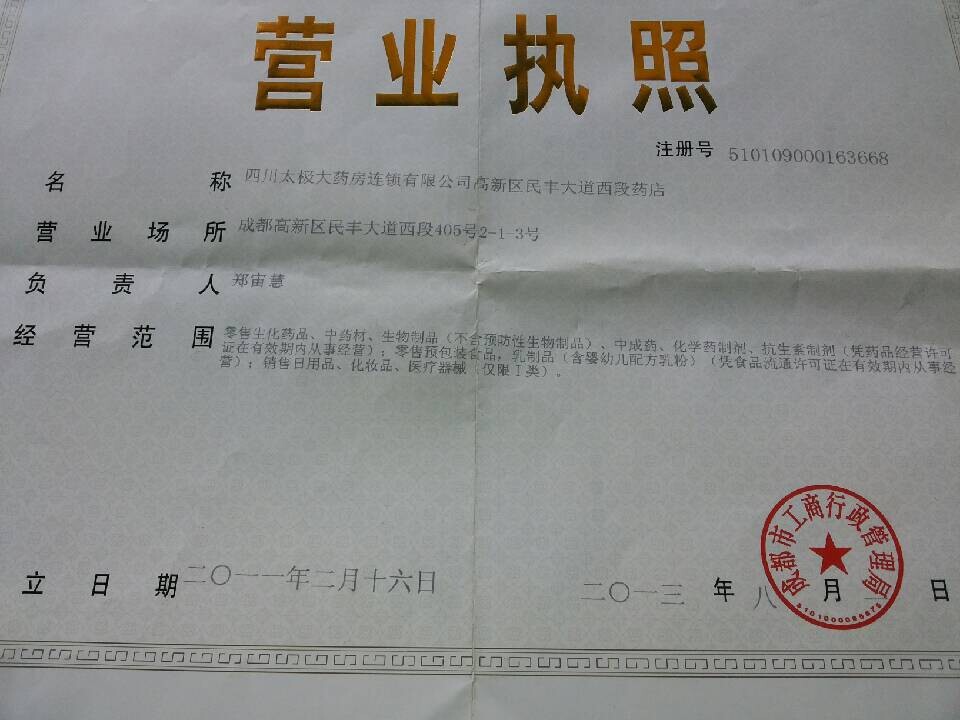 营业执照
注册号 510109000163668
名称 四川太极大药房连锁有限公司高新区民丰大道西段药店
营业场所 成都高新区民丰大道西段405号2-1-3号
负责人 郑宙慧
经营范围 零售生化药品、中药材、生物制品（不含预防性生物制品）、中成药、化学药制剂、抗生素制剂（凭药品经营许可
证在有效期内从事经营）；零售预包装食品，乳制品（含婴幼儿配方乳粉）（凭食品流通许可证在有效期内从事经
营）；销售日用品、化妆品、医疗器械（仅限Ⅰ类）。
成都市工商行政管理局
5101000085675
立日期 二〇一一年二月十六日
二〇一三年八月 日